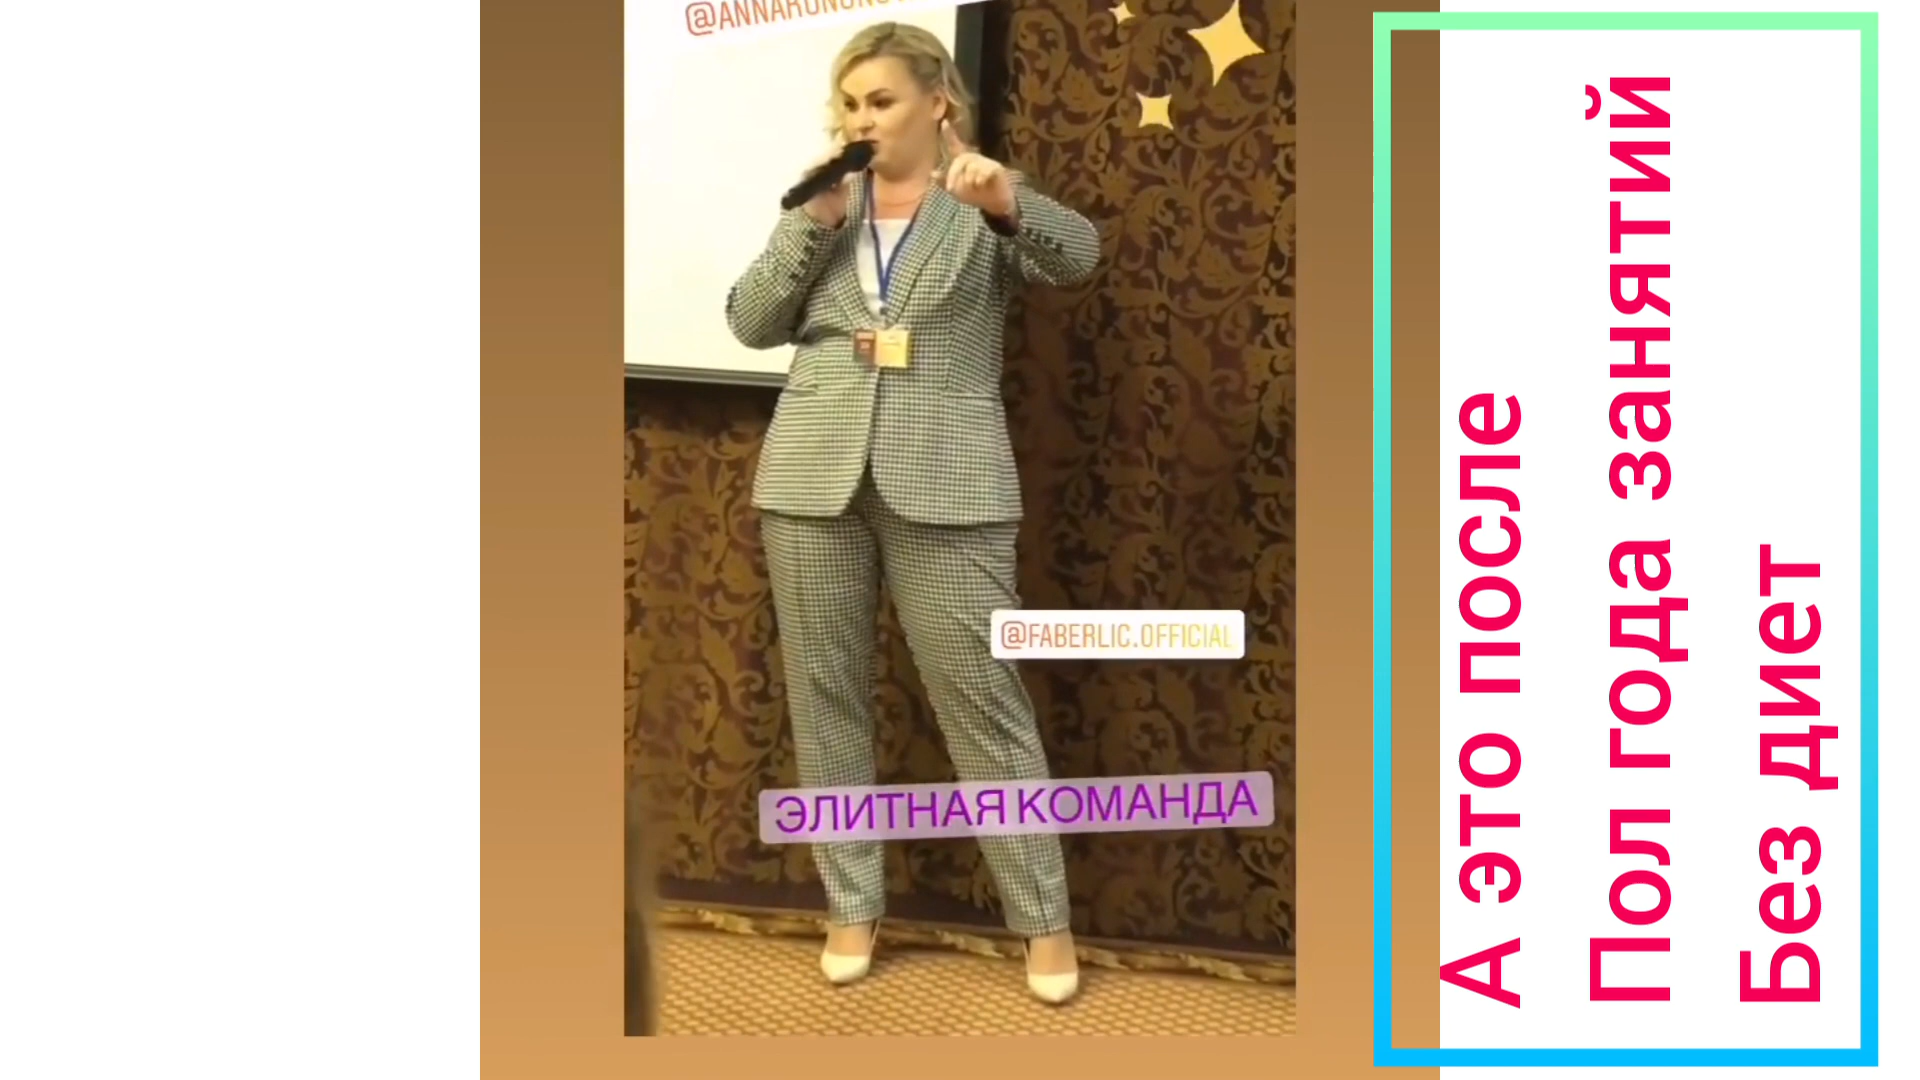 @FABERLIC.OFFICIAL
ЭЛИТНАЯ КОМАНДА
А это после
Пол года занятий
Без диет